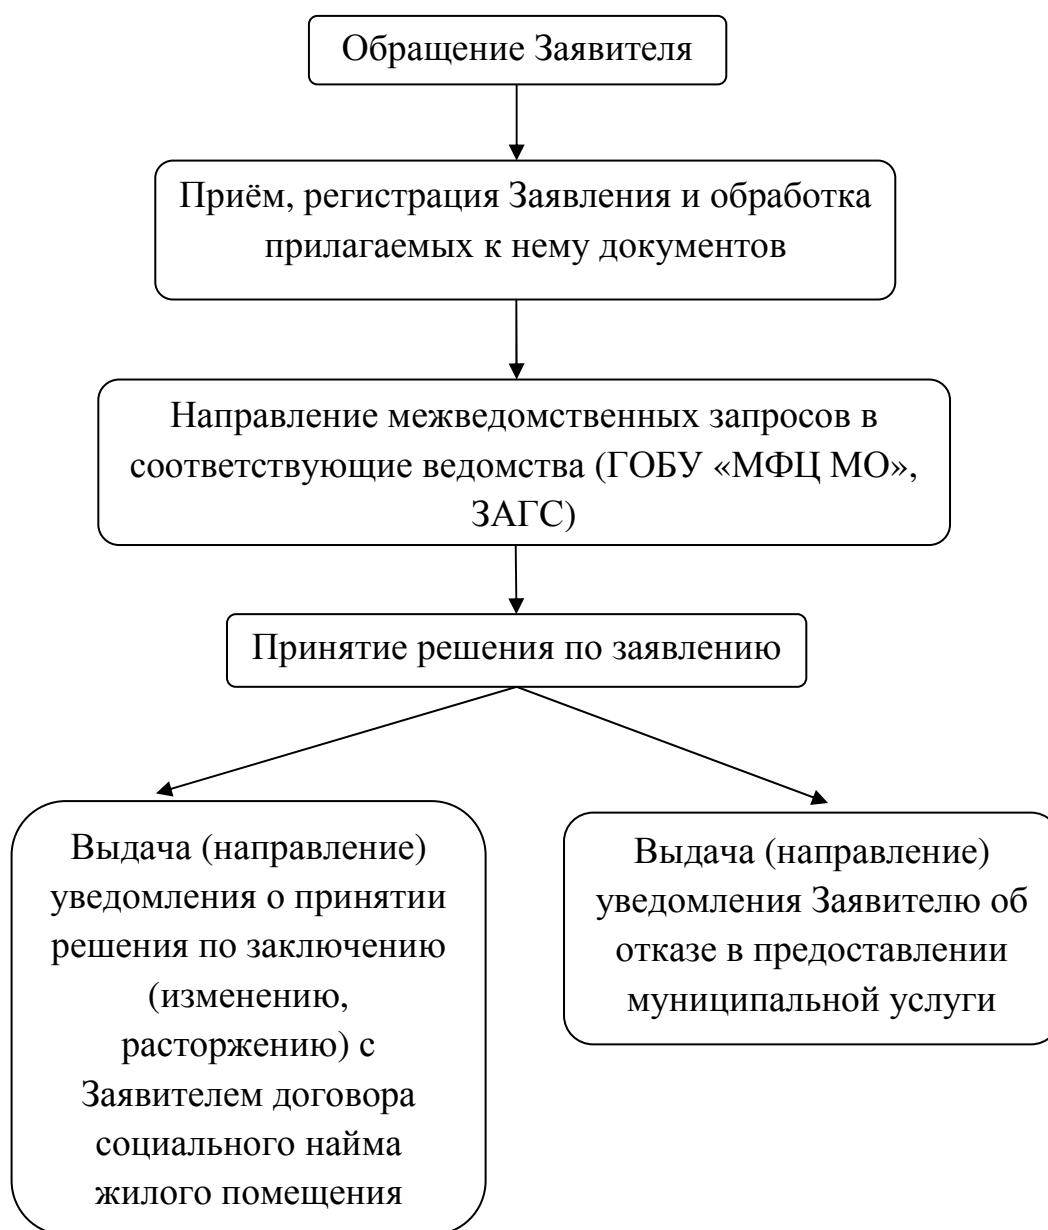 Обращение Заявителя
Приём, регистрация Заявления и обработка
прилагаемых к нему документов
Направление межведомственных запросов в
соответствующие ведомства (ГОБУ «МФЦ МО»,
ЗАГС)
Принятие решения по заявлению
Выдача (направление)
уведомления о принятии
решения по заключению
(изменению,
расторжению) с
Заявителем договора
социального найма
жилого помещения
Выдача (направление)
уведомления Заявителю об
отказе в предоставлении
муниципальной услуги